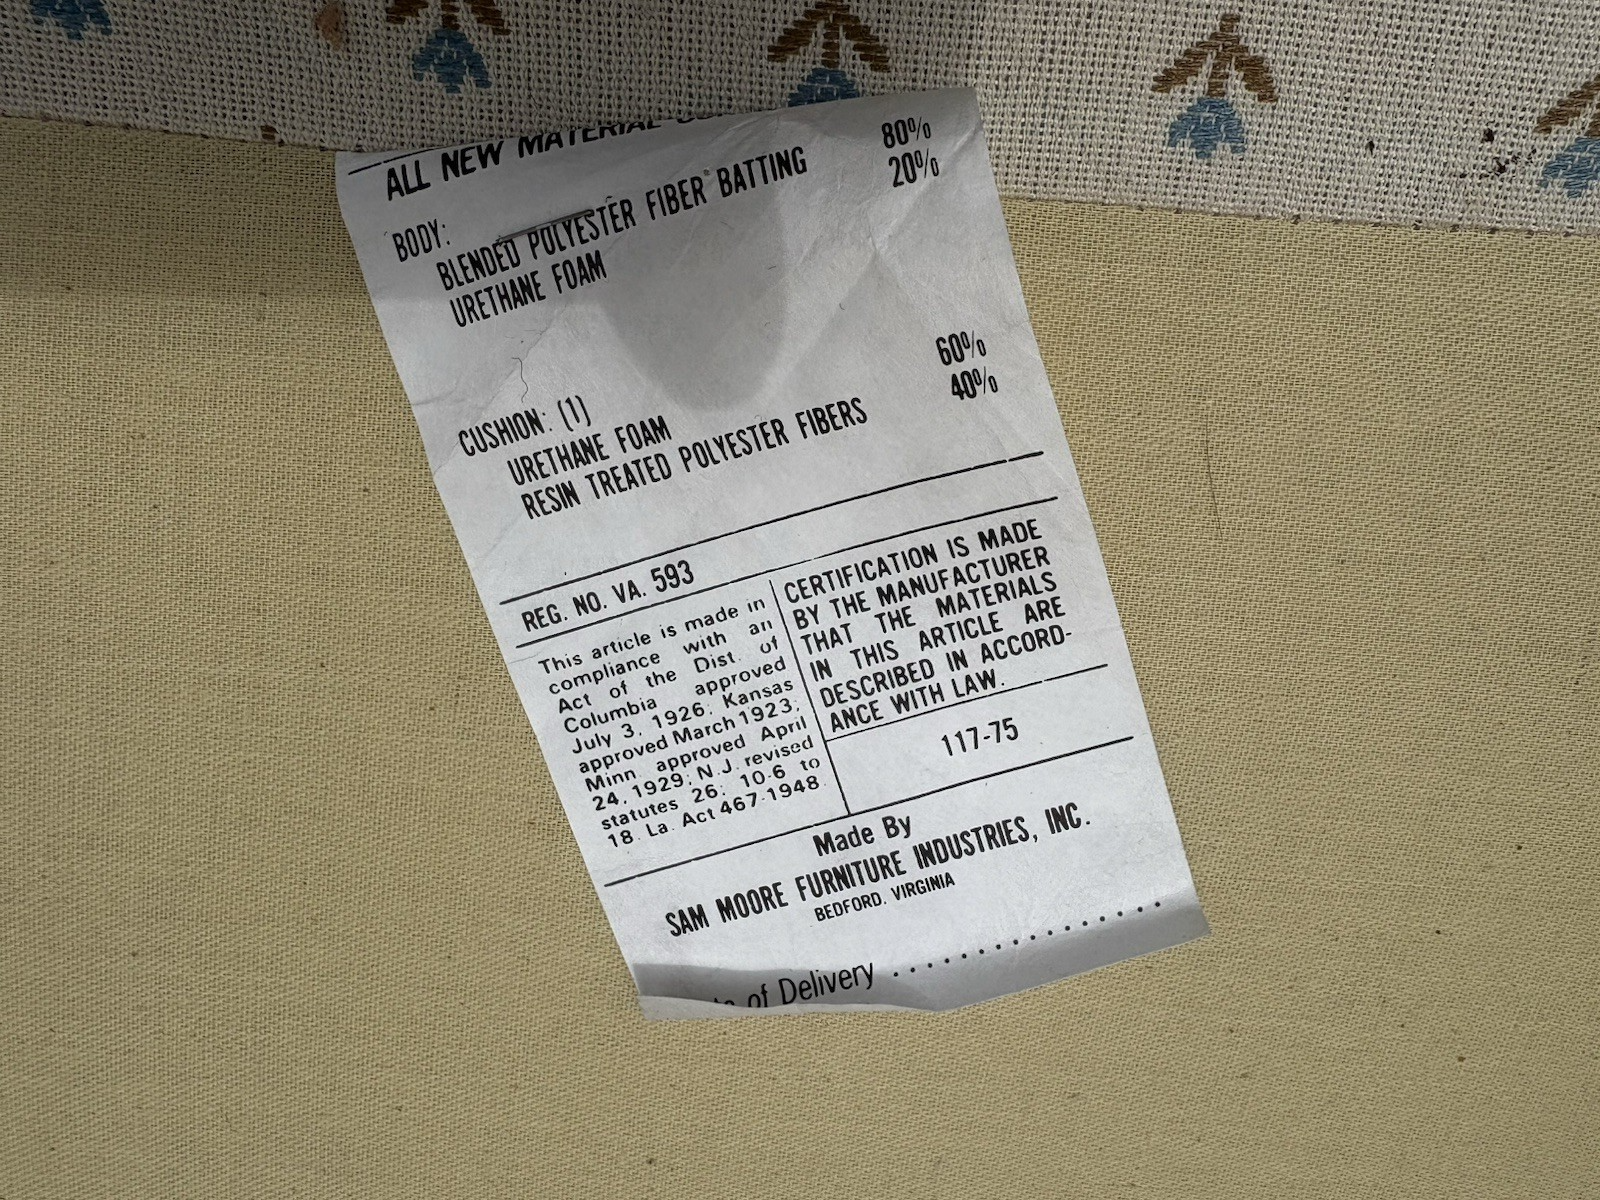 ALL NEW MATERIAL
BODY:
BLENDED POLYESTER FIBER BATTING 80%
URETHANE FOAM 20%
CUSHION: (1)
URETHANE FOAM 60%
RESIN TREATED POLYESTER FIBERS 40%
REG. NO. VA. 593
This article is made in
compliance with an
Act of the Dist. of
Columbia approved
July 3, 1926; Kansas
approved March 1923;
Minn. approved April
24, 1929; N.J. revised
statutes 26: 10-6 to
18. La. Act 467-1948.
CERTIFICATION IS MADE
BY THE MANUFACTURER
THAT THE MATERIALS
IN THIS ARTICLE ARE
DESCRIBED IN ACCORD-
ANCE WITH LAW.
117-75
Made By
SAM MOORE FURNITURE INDUSTRIES, INC.
BEDFORD, VIRGINIA
of Delivery ................